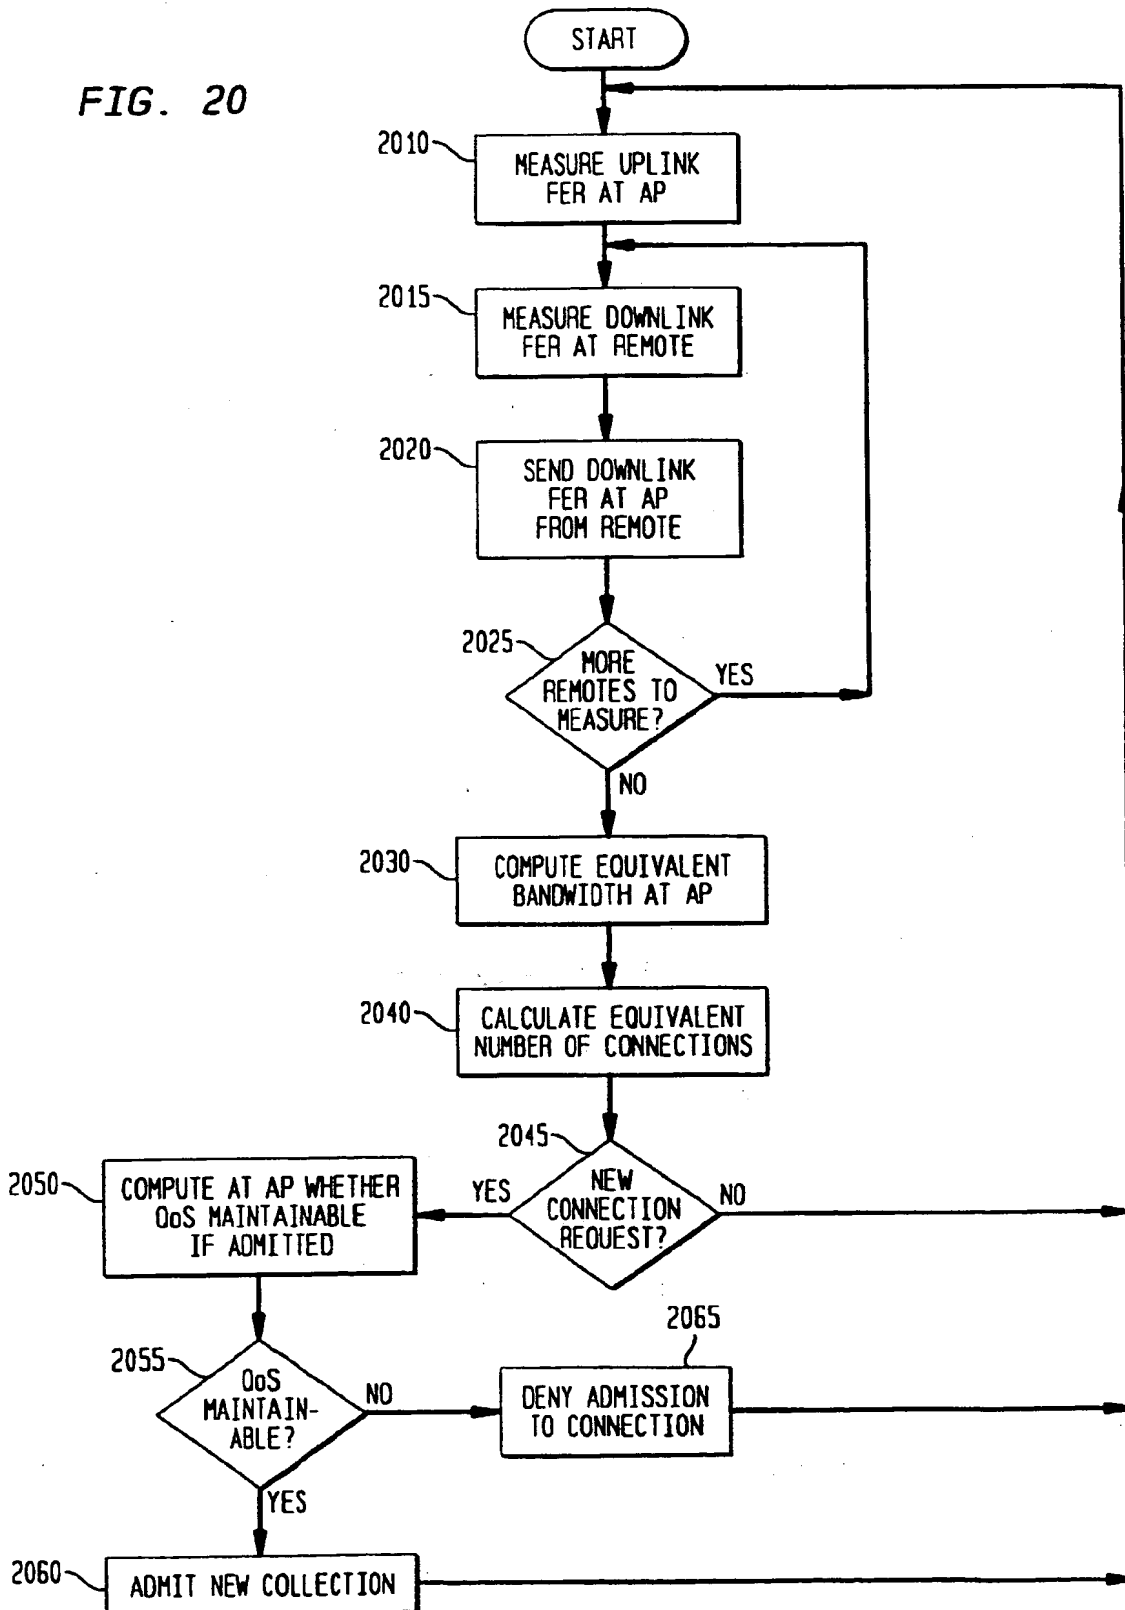 START
FIG. 20
2010
MEASURE UPLINK
FER AT AP
2015
MEASURE DOWNLINK
FER AT REMOTE
2020
SEND DOWNLINK
FER AT AP
FROM REMOTE
2025
MORE
REMOTES TO
MEASURE?
YES
NO
2030
COMPUTE EQUIVALENT
BANDWIDTH AT AP
2040
CALCULATE EQUIVALENT
NUMBER OF CONNECTIONS
2045
NEW
CONNECTION
REQUEST?
YES
NO
2050
COMPUTE AT AP WHETHER
QoS MAINTAINABLE
IF ADMITTED
2055
QoS
MAINTAIN-
ABLE?
NO
YES
2065
DENY ADMISSION
TO CONNECTION
2060
ADMIT NEW COLLECTION